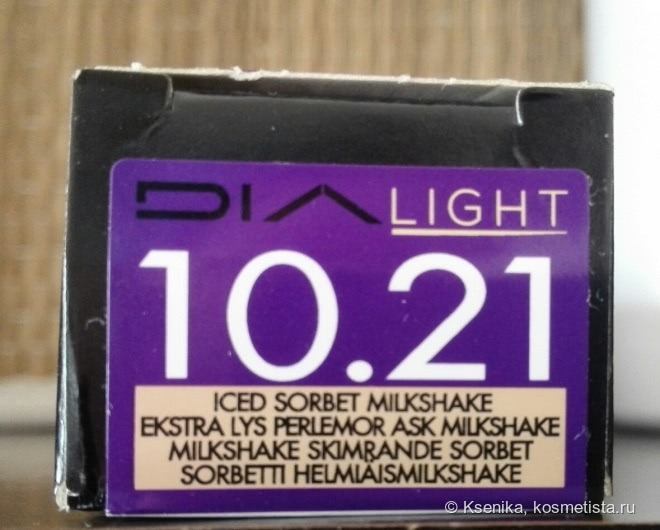 DIA LIGHT
10.21
ICED SORBET MILKSHAKE
EKSTRA LYS PERLEMOR ASK MILKSHAKE
MILKSHAKE SKIMRANDE SORBET
SORBETTI HELMIÄISMILKSHAKE
© Ksenika, kosmetista.ru